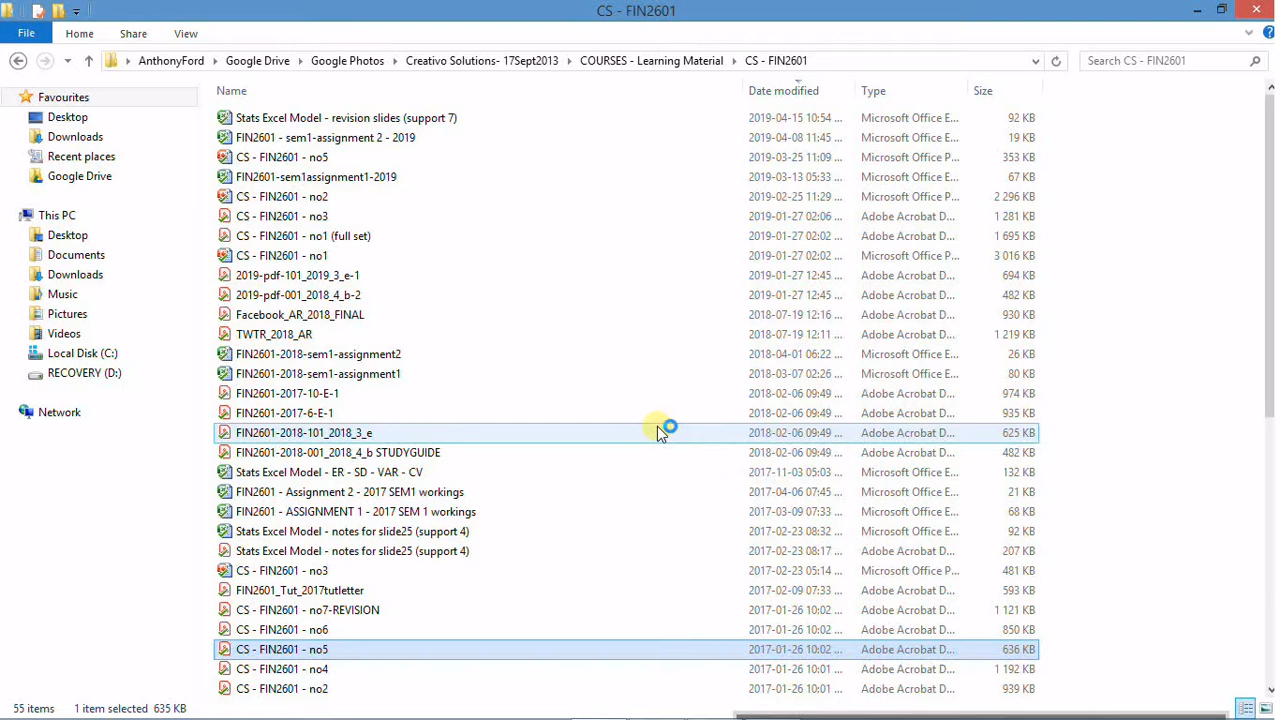 CS - FIN2601
File Home Share View
AnthonyFord Google Drive Google Photos Creativo Solutions- 17Sept2013 COURSES - Learning Material CS - FIN2601 Search CS - FIN2601
Favourites
Desktop
Downloads
Recent places
Google Drive
This PC
Desktop
Documents
Downloads
Music
Pictures
Videos
Local Disk (C:)
RECOVERY (D:)
Network
Name Date modified Type Size
Stats Excel Model - revision slides (support 7) 2019-04-15 10:54 ... Microsoft Office E... 92 KB
FIN2601 - sem1-assignment 2 - 2019 2019-04-08 11:45 ... Microsoft Office E... 19 KB
CS - FIN2601 - no5 2019-03-25 11:09 ... Microsoft Office P... 353 KB
FIN2601-sem1assignment1-2019 2019-03-13 05:33 ... Microsoft Office E... 67 KB
CS - FIN2601 - no2 2019-02-25 11:29 ... Microsoft Office P... 2 296 KB
CS - FIN2601 - no3 2019-01-27 02:06 ... Adobe Acrobat D... 1 281 KB
CS - FIN2601 - no1 (full set) 2019-01-27 02:02 ... Adobe Acrobat D... 1 695 KB
CS - FIN2601 - no1 2019-01-27 02:02 ... Microsoft Office P... 3 016 KB
2019-pdf-101_2019_3_e-1 2019-01-27 12:45 ... Adobe Acrobat D... 694 KB
2019-pdf-001_2018_4_b-2 2019-01-27 12:45 ... Adobe Acrobat D... 482 KB
Facebook_AR_2018_FINAL 2018-07-19 12:16 ... Adobe Acrobat D... 930 KB
TWTR_2018_AR 2018-07-19 12:11 ... Adobe Acrobat D... 1 219 KB
FIN2601-2018-sem1-assignment2 2018-04-01 06:22 ... Microsoft Office E... 26 KB
FIN2601-2018-sem1-assignment1 2018-03-07 02:26 ... Microsoft Office E... 80 KB
FIN2601-2017-10-E-1 2018-02-06 09:49 ... Adobe Acrobat D... 974 KB
FIN2601-2017-6-E-1 2018-02-06 09:49 ... Adobe Acrobat D... 935 KB
FIN2601-2018-101_2018_3_e 2018-02-06 09:49 ... Adobe Acrobat D... 625 KB
FIN2601-2018-001_2018_4_b STUDYGUIDE 2018-02-06 09:49 ... Adobe Acrobat D... 482 KB
Stats Excel Model - ER - SD - VAR - CV 2017-11-03 05:03 ... Microsoft Office E... 132 KB
FIN2601 - Assignment 2 - 2017 SEM1 workings 2017-04-06 07:45 ... Microsoft Office E... 21 KB
FIN2601 - ASSIGNMENT 1 - 2017 SEM 1 workings 2017-03-09 07:33 ... Microsoft Office E... 68 KB
Stats Excel Model - notes for slide25 (support 4) 2017-02-23 08:32 ... Microsoft Office E... 92 KB
Stats Excel Model - notes for slide25 (support 4) 2017-02-23 08:17 ... Adobe Acrobat D... 207 KB
CS - FIN2601 - no3 2017-02-23 05:14 ... Microsoft Office P... 481 KB
FIN2601_Tut_2017tutletter 2017-02-09 07:33 ... Adobe Acrobat D... 593 KB
CS - FIN2601 - no7-REVISION 2017-01-26 10:02 ... Adobe Acrobat D... 1 121 KB
CS - FIN2601 - no6 2017-01-26 10:02 ... Adobe Acrobat D... 850 KB
CS - FIN2601 - no5 2017-01-26 10:02 ... Adobe Acrobat D... 636 KB
CS - FIN2601 - no4 2017-01-26 10:01 ... Adobe Acrobat D... 1 192 KB
CS - FIN2601 - no2 2017-01-26 10:01 ... Adobe Acrobat D... 939 KB
55 items 1 item selected 635 KB